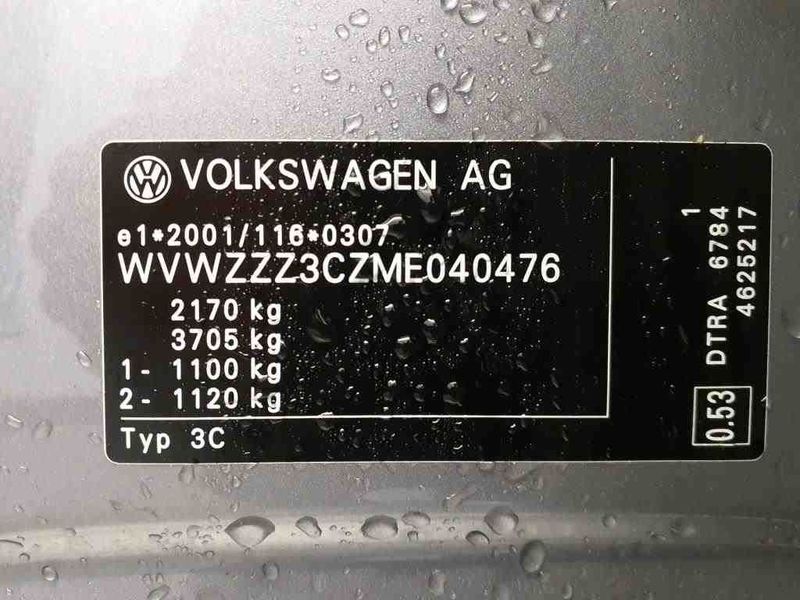 VOLKSWAGEN AG
e1*2001/116*0307
WVWZZZ3CZME040476
2170 kg
3705 kg
1- 1100 kg
2- 1120 kg
Typ 3C
1
DTRA 6784
4625217
0.53